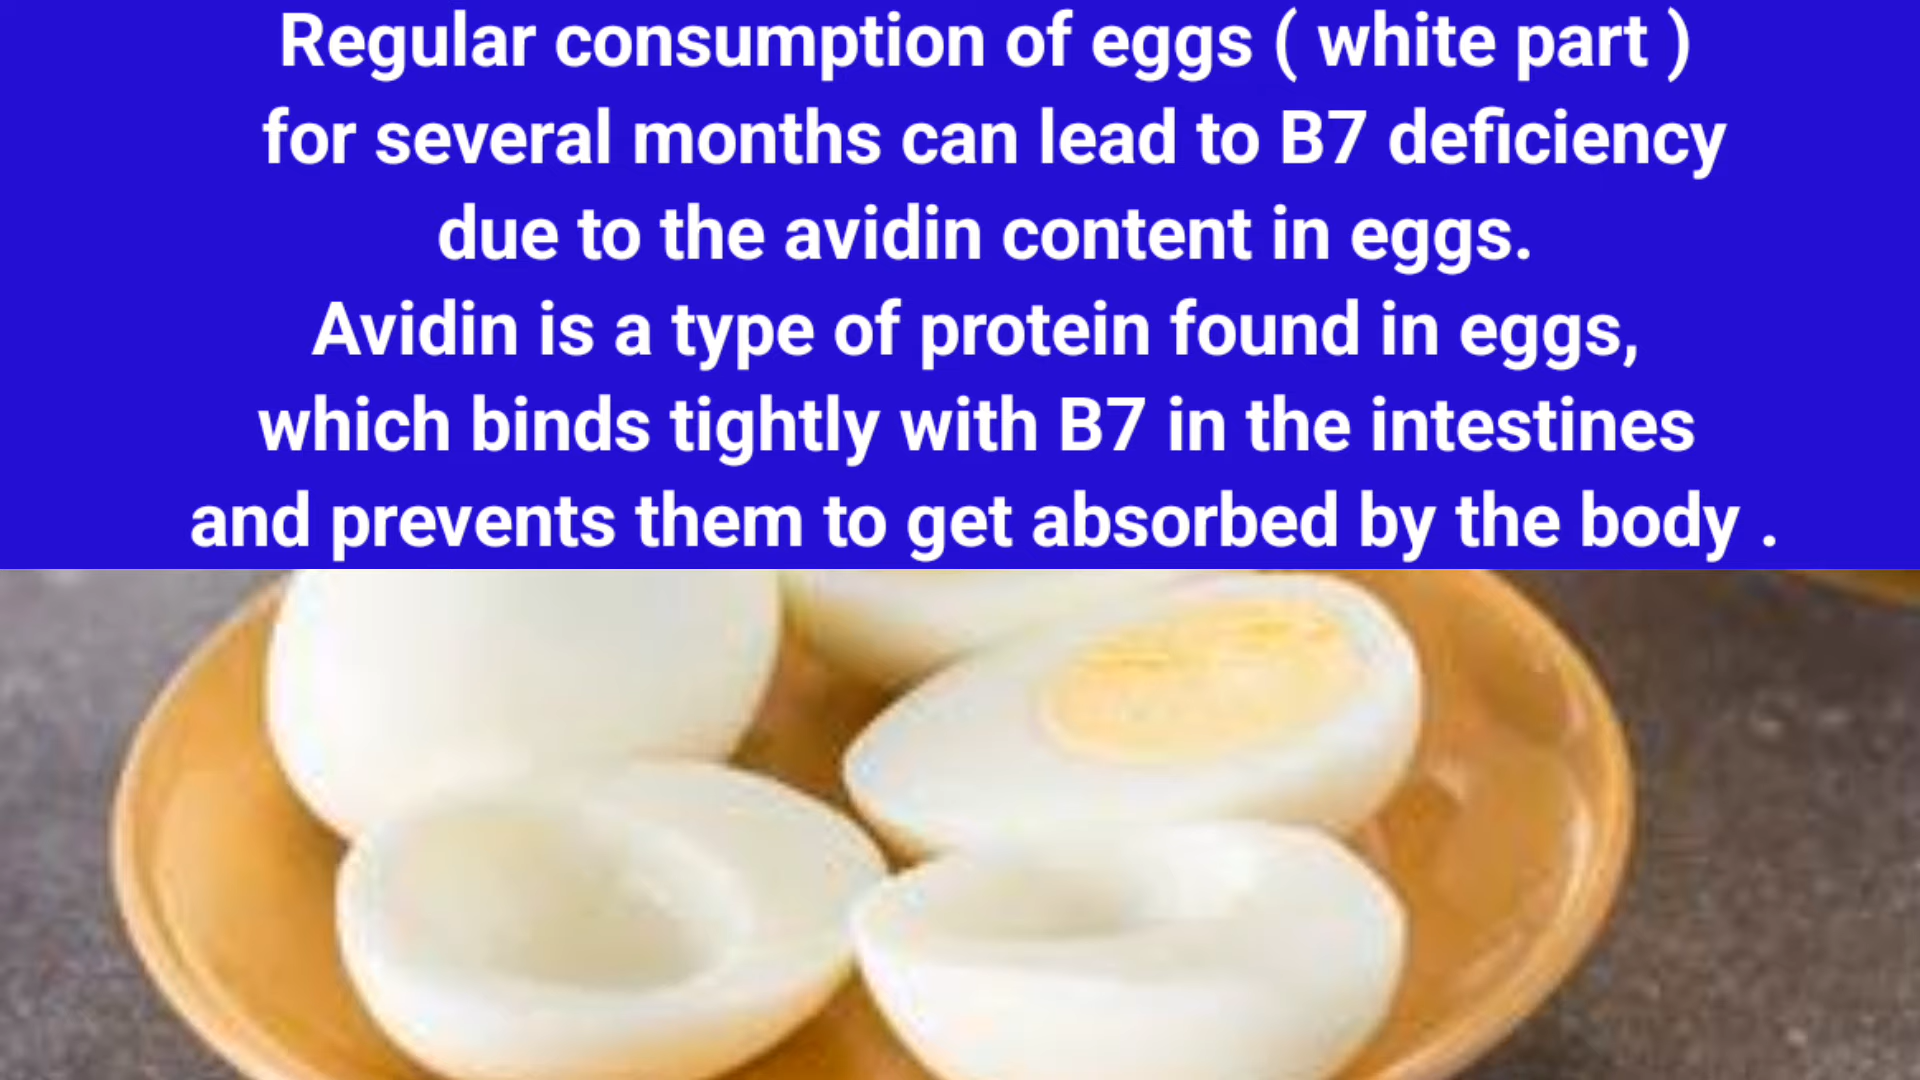 Regular consumption of eggs ( white part )
for several months can lead to B7 deficiency
due to the avidin content in eggs.
Avidin is a type of protein found in eggs,
which binds tightly with B7 in the intestines
and prevents them to get absorbed by the body .